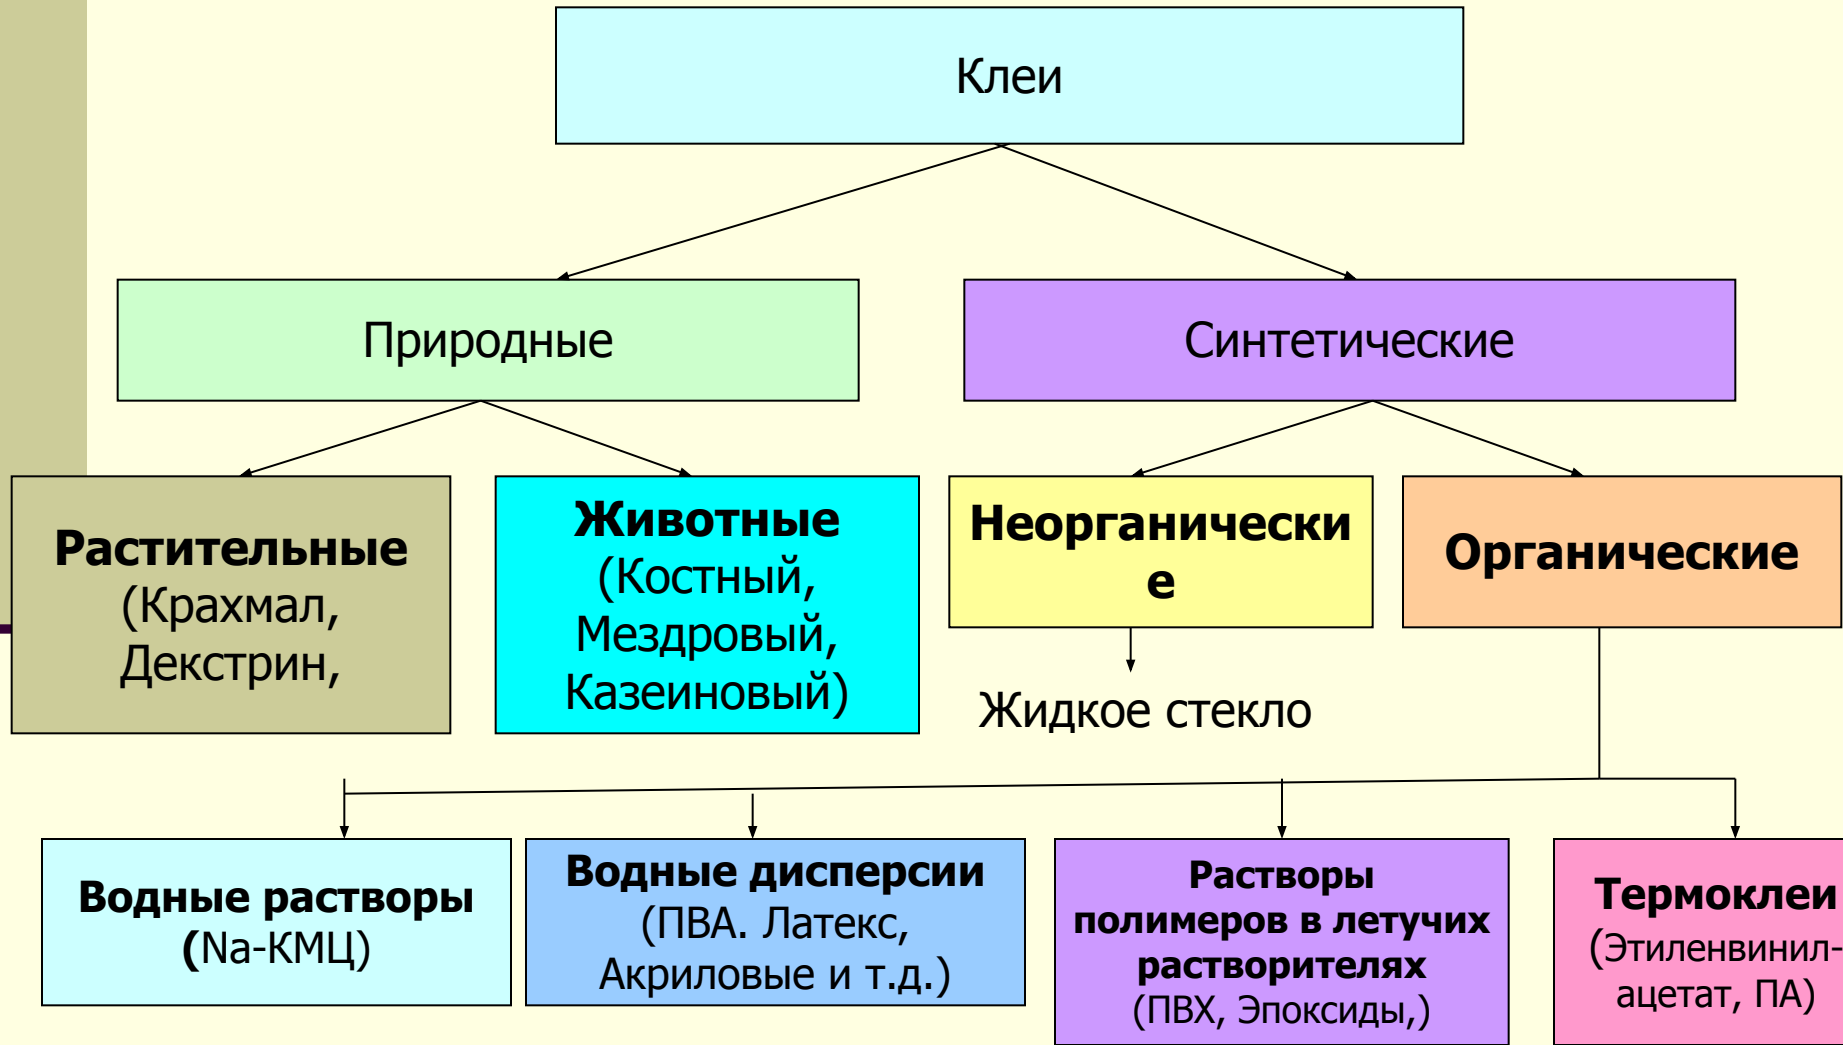 Клеи
Природные
Синтетические
Растительные
(Крахмал,
Декстрин,
Животные
(Костный,
Мездровый,
Казеиновый)
Неорганически
е
Органические
Жидкое стекло
Водные растворы
(Na-КМЦ)
Водные дисперсии
(ПВА. Латекс,
Акриловые и т.д.)
Растворы
полимеров в летучих
растворителях
(ПВХ, Эпоксиды,)
Термоклеи
(Этиленвинил-
ацетат, ПА)